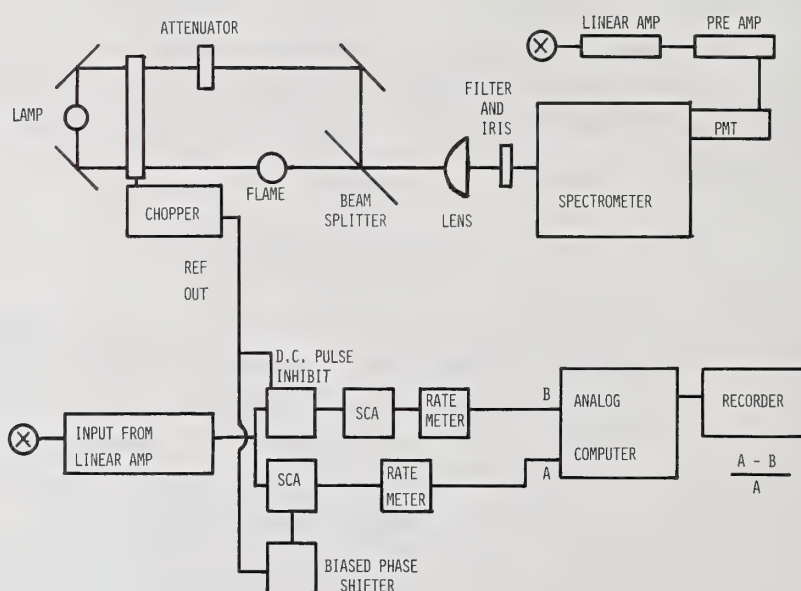 ATTENUATOR
LINEAR AMP
PRE AMP
LAMP
FILTER
AND
IRIS
PMT
CHOPPER
FLAME
BEAM
SPLITTER
LENS
SPECTROMETER
REF
OUT
D.C. PULSE
INHIBIT
INPUT FROM
LINEAR AMP
SCA
RATE
METER
B
ANALOG
COMPUTER
RECORDER
SCA
RATE
METER
A
A - B
A
BIASED PHASE
SHIFTER